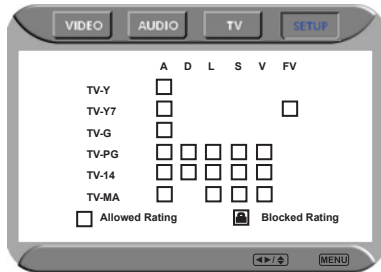 VIDEO AUDIO TV SETUP
A D L S V FV
TV-Y
TV-Y7
TV-G
TV-PG
TV-14
TV-MA
Allowed Rating Blocked Rating
◄►/◆ MENU